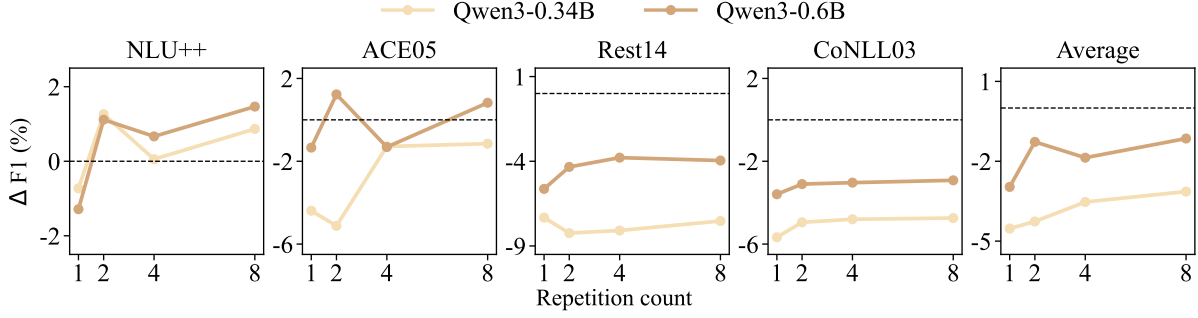 Qwen3-0.34B Qwen3-0.6B
NLU++ ACE05 Rest14 CoNLL03 Average
Δ F1 (%)
2 0 -2
1 2 4 8
2 -2 -6
1 2 4 8
1 -4 -9
1 2 4 8
2 -2 -6
1 2 4 8
1 -2 -5
1 2 4 8
Repetition count